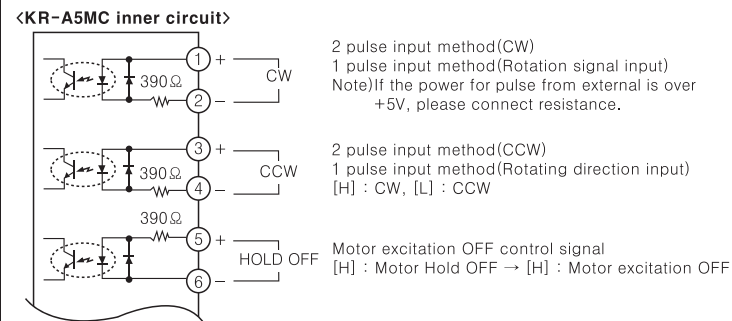 <KR-A5MC inner circuit>
390Ω
1 +
2 -
CW
2 pulse input method(CW)
1 pulse input method(Rotation signal input)
Note)If the power for pulse from external is over
+5V, please connect resistance.
390Ω
3 +
4 -
CCW
2 pulse input method(CCW)
1 pulse input method(Rotating direction input)
[H] : CW, [L] : CCW
390Ω
5 +
6 -
HOLD OFF
Motor excitation OFF control signal
[H] : Motor Hold OFF → [H] : Motor excitation OFF